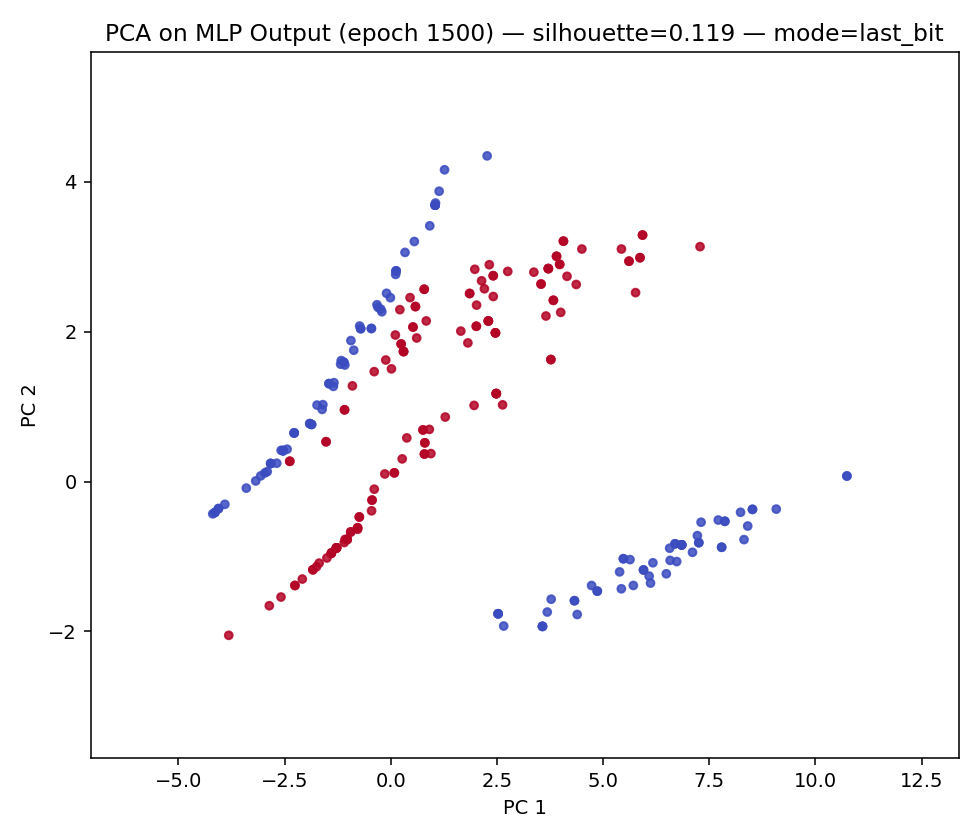 PCA on MLP Output (epoch 1500) — silhouette=0.119 — mode=last_bit
4
2
0
−2
PC 2
−5.0 −2.5 0.0 2.5 5.0 7.5 10.0 12.5
PC 1